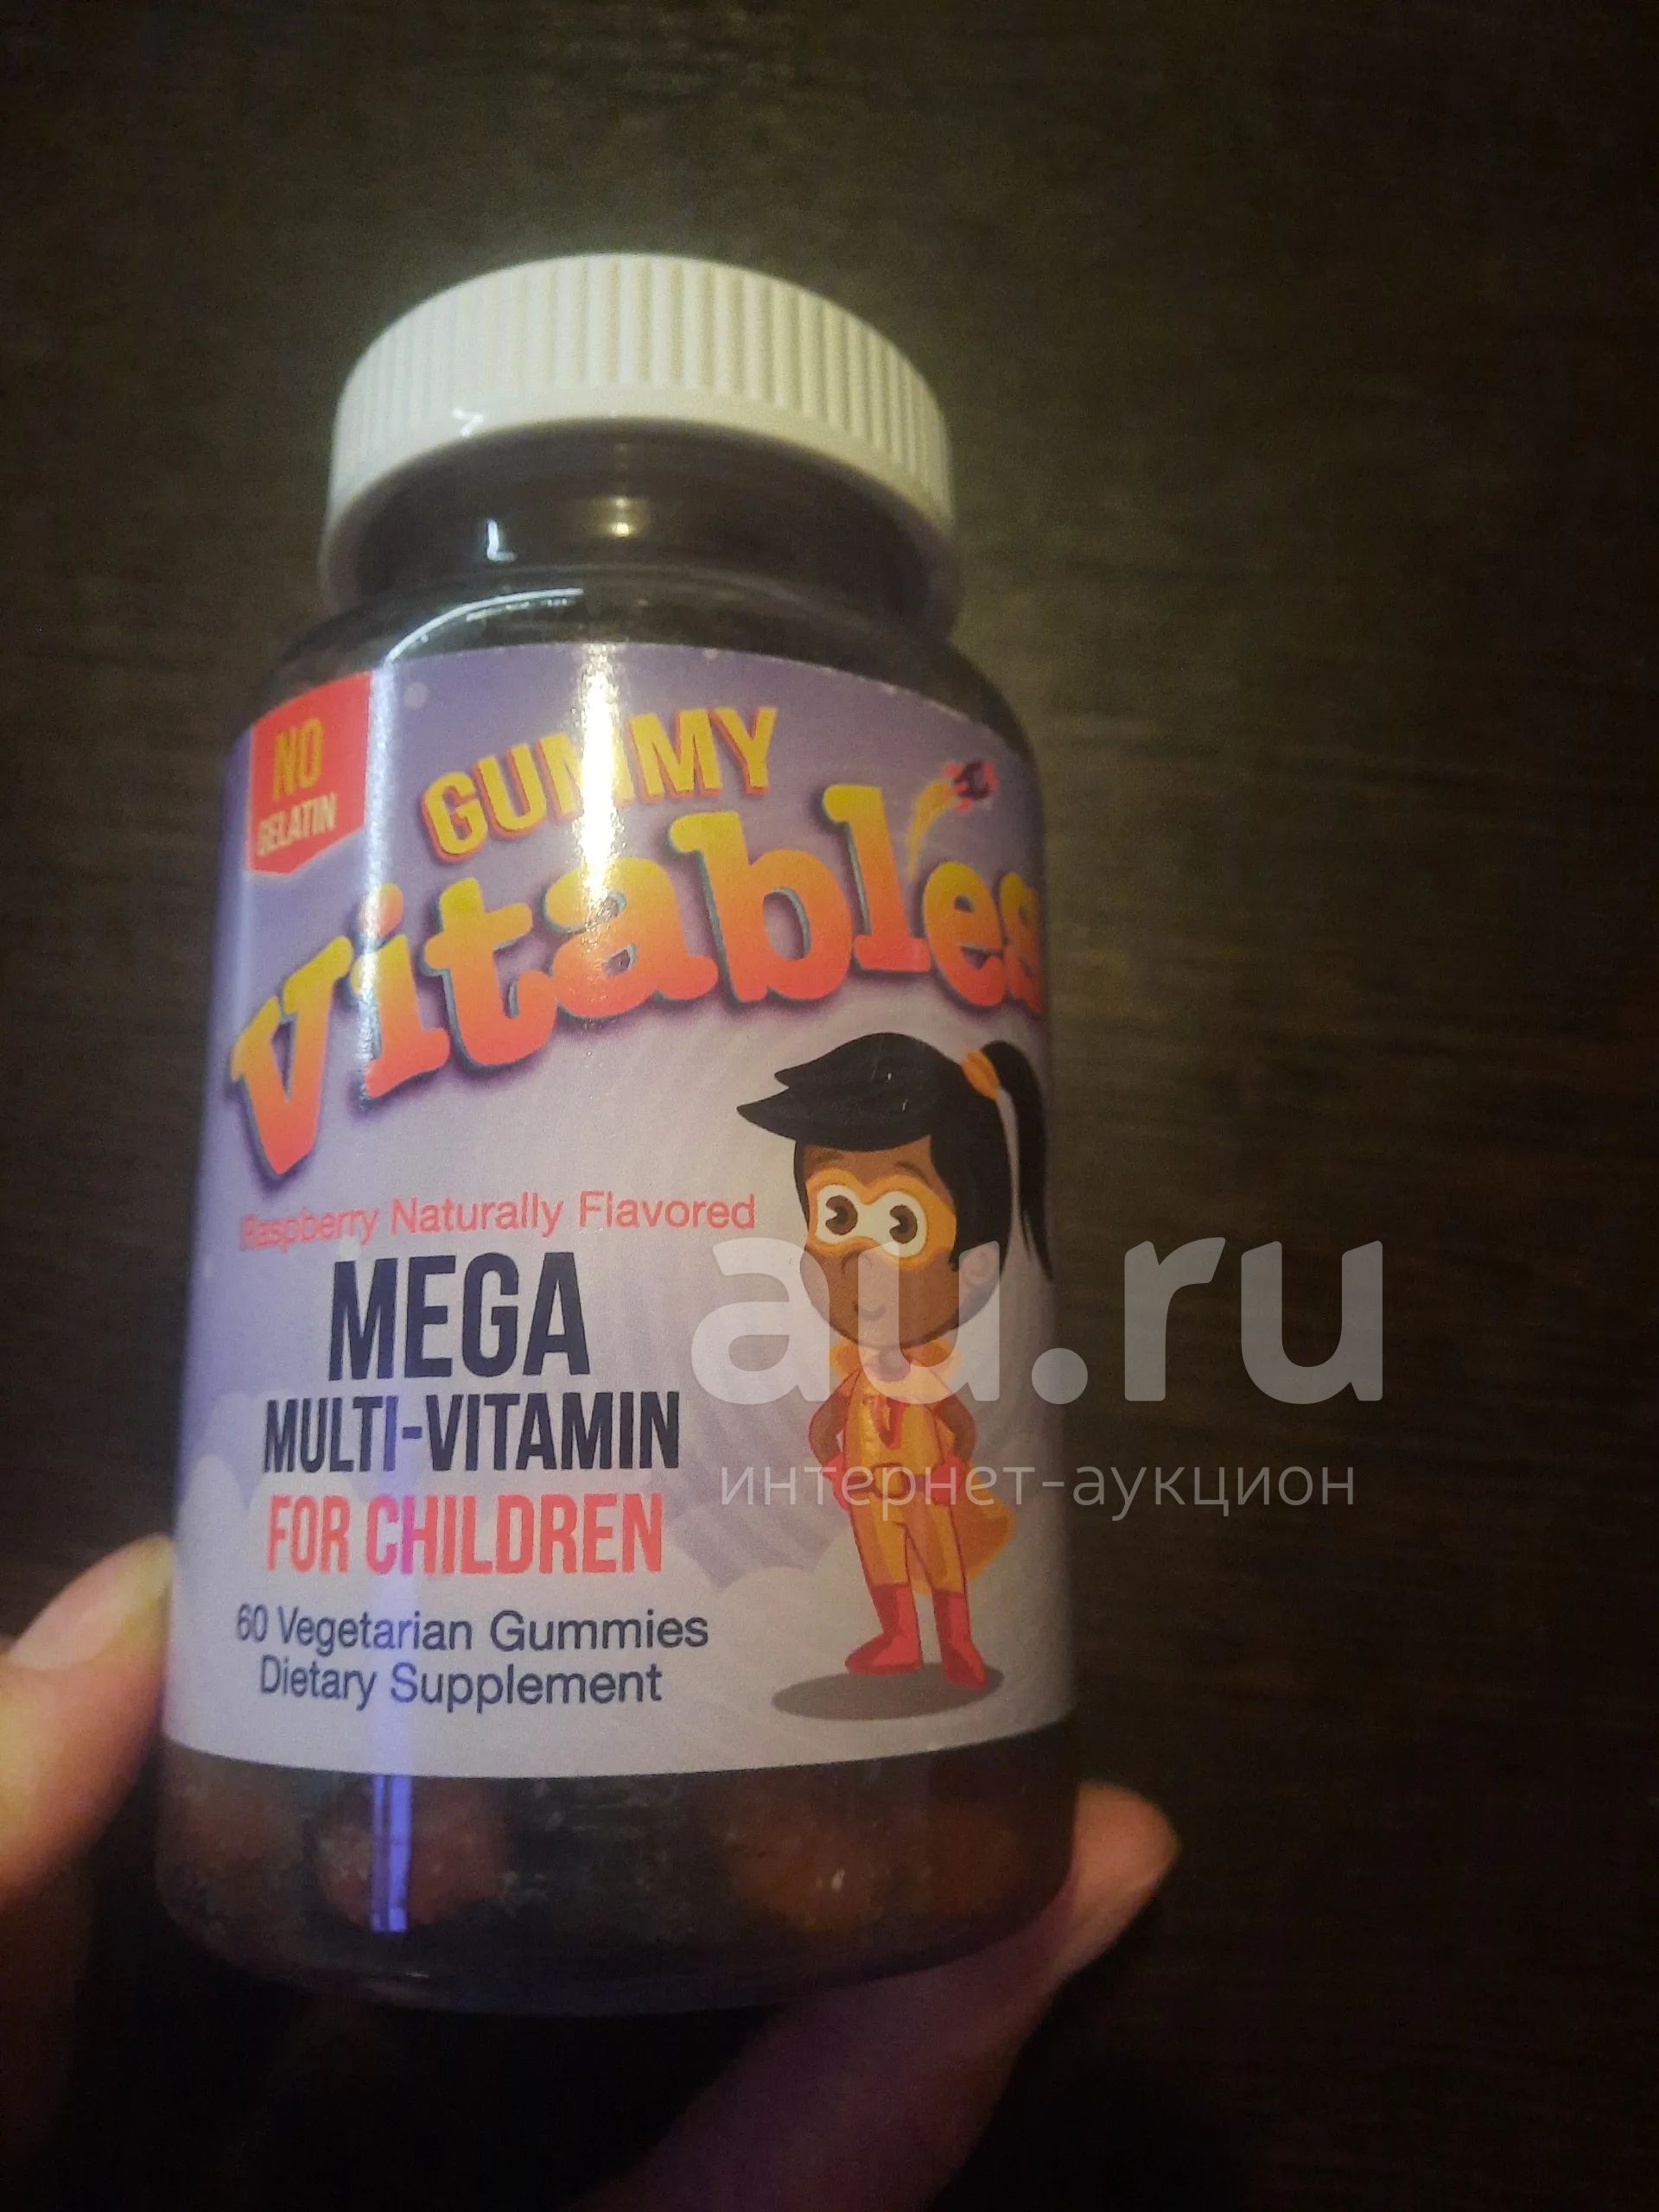 NO
GELATIN
GUMMY
Vitables
Raspberry Naturally Flavored
MEGA
MULTI-VITAMIN
FOR CHILDREN
60 Vegetarian Gummies
Dietary Supplement
au.ru
интернет-аукцион